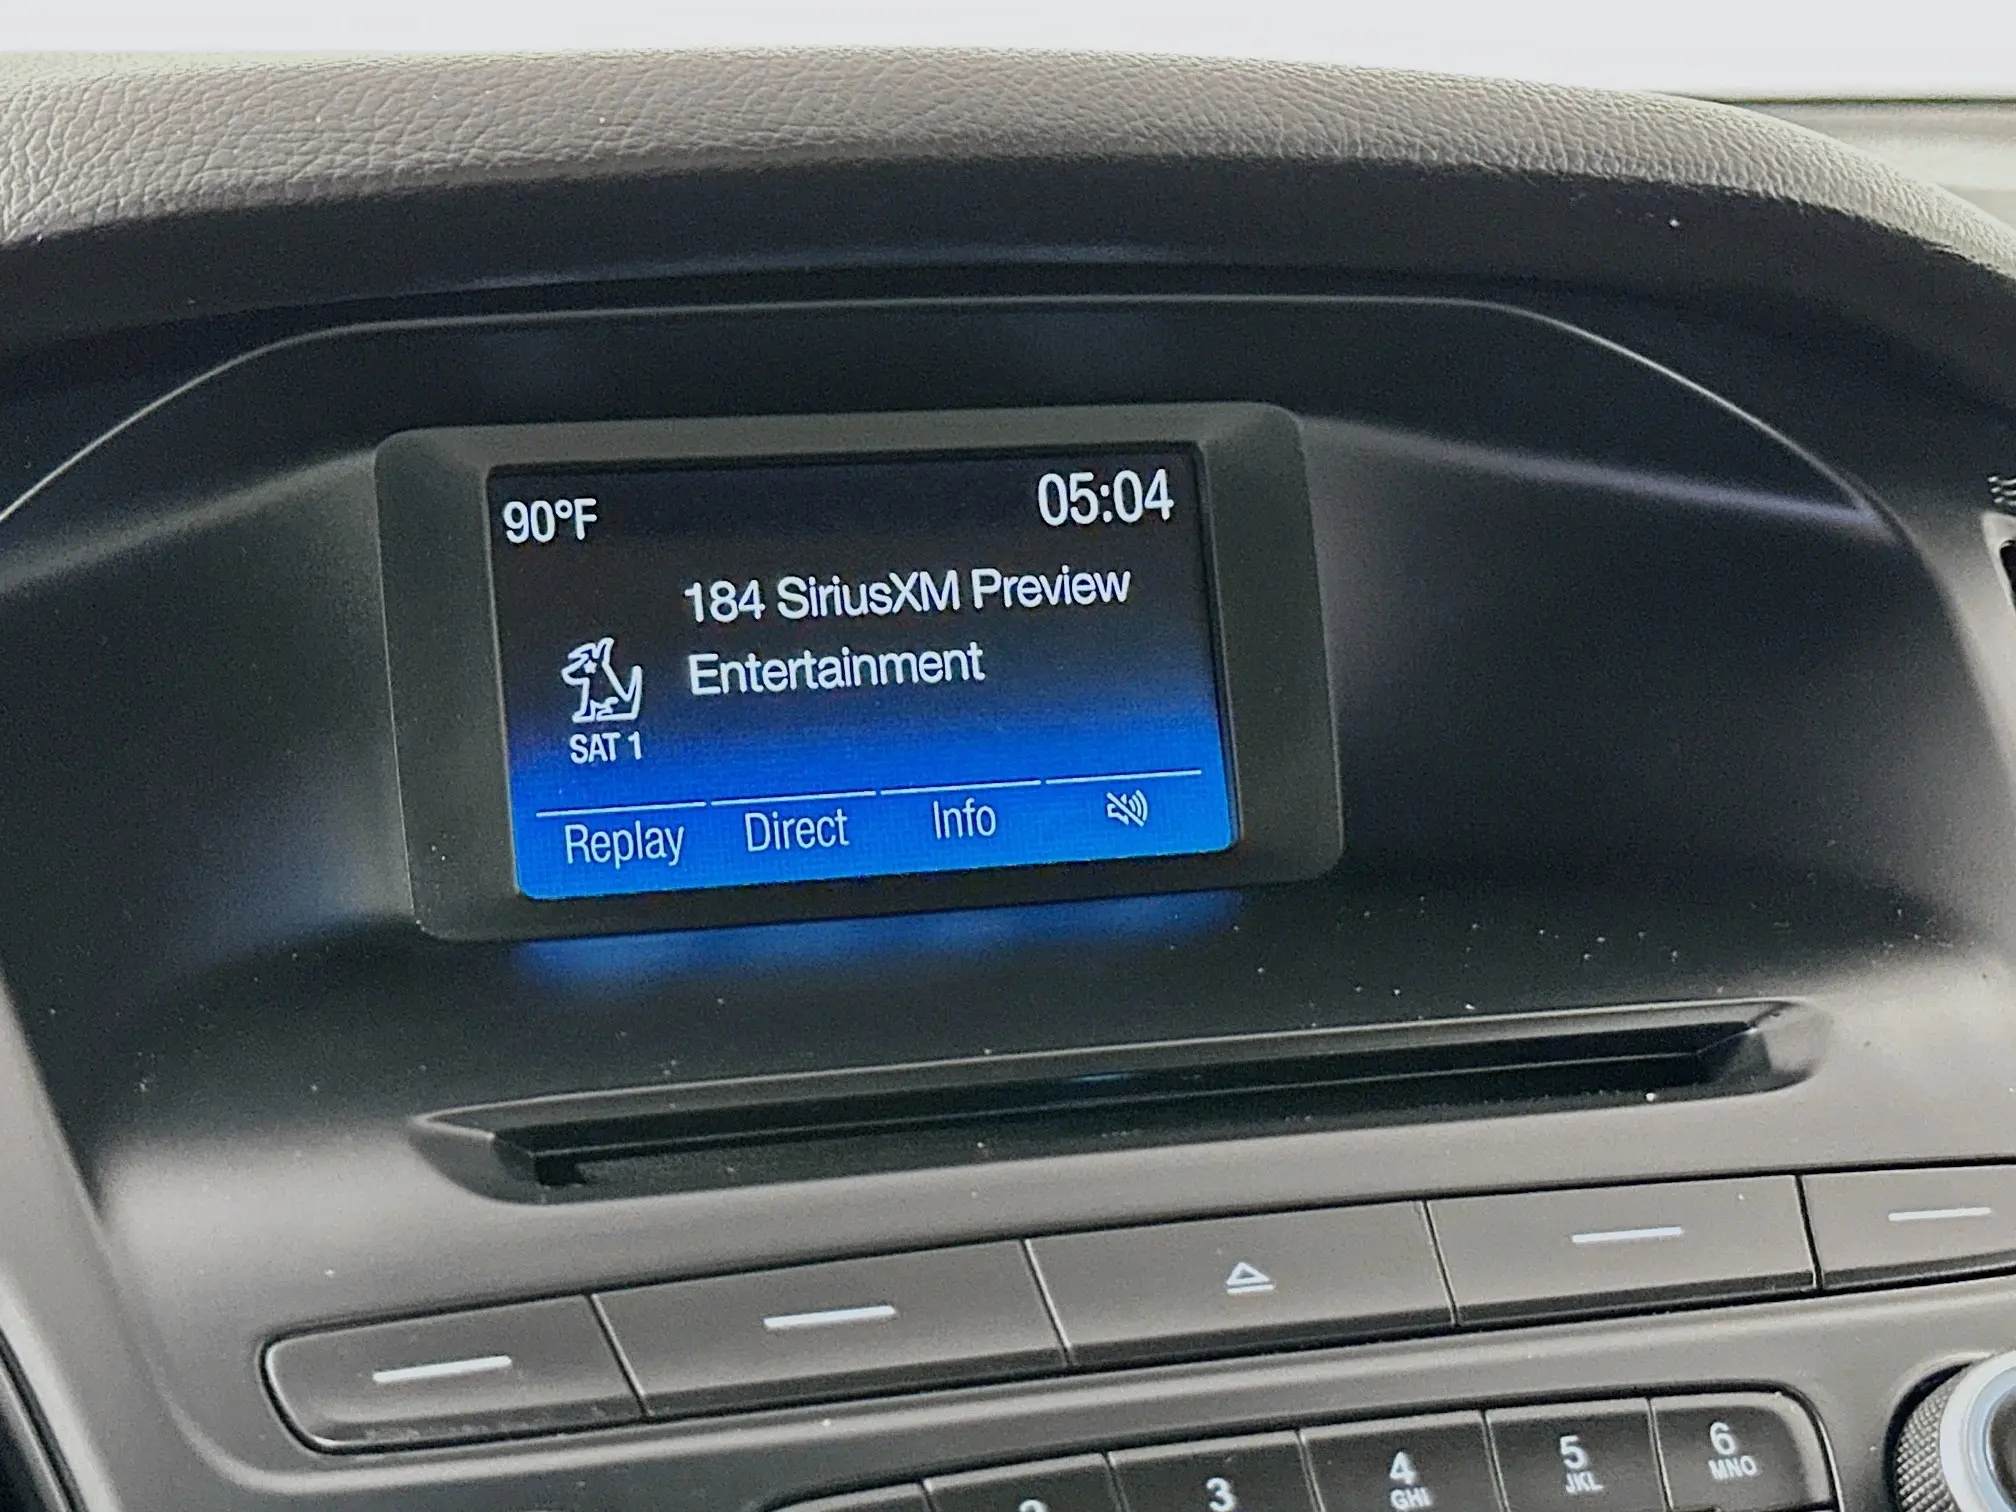 90°F 05:04
184 SiriusXM Preview
Entertainment
SAT 1
Replay Direct Info
3 4 5 6
GHI JKL MNO